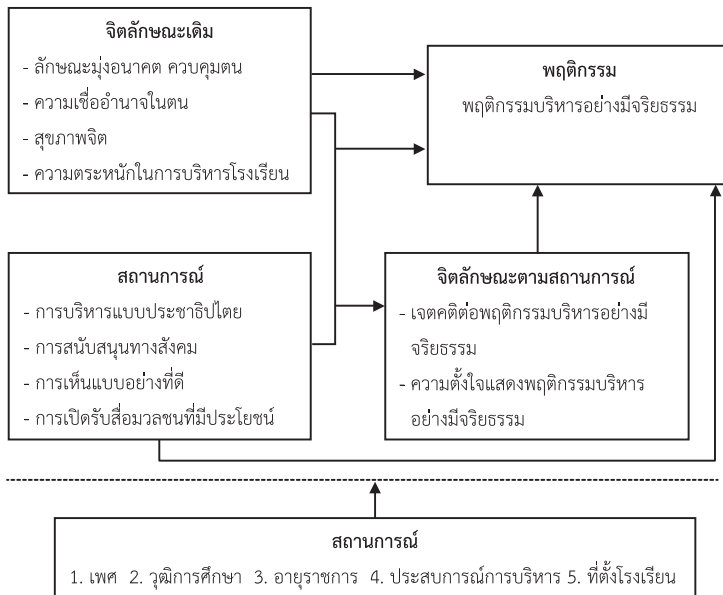 จิตลักษณะเดิม
- ลักษณะมุ่งอนาคต ควบคุมตน
- ความเชื่ออำนาจในตน
- สุขภาพจิต
- ความตระหนักในการบริหารโรงเรียน
พฤติกรรม
พฤติกรรมบริหารอย่างมีจริยธรรม
สถานการณ์
- การบริหารแบบประชาธิปไตย
- การสนับสนุนทางสังคม
- การเห็นแบบอย่างที่ดี
- การเปิดรับสื่อมวลชนที่มีประโยชน์
จิตลักษณะตามสถานการณ์
- เจตคติต่อพฤติกรรมบริหารอย่างมี
จริยธรรม
- ความตั้งใจแสดงพฤติกรรมบริหาร
อย่างมีจริยธรรม
สถานการณ์
1. เพศ 2. วุฒิการศึกษา 3. อายุราชการ 4. ประสบการณ์การบริหาร 5. ที่ตั้งโรงเรียน